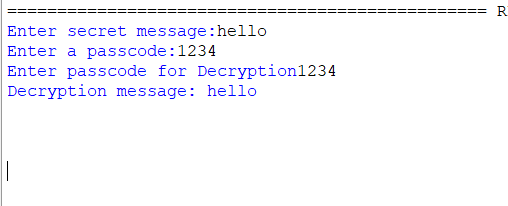 ================================================ R
Enter secret message:hello
Enter a passcode:1234
Enter passcode for Decryption1234
Decryption message: hello